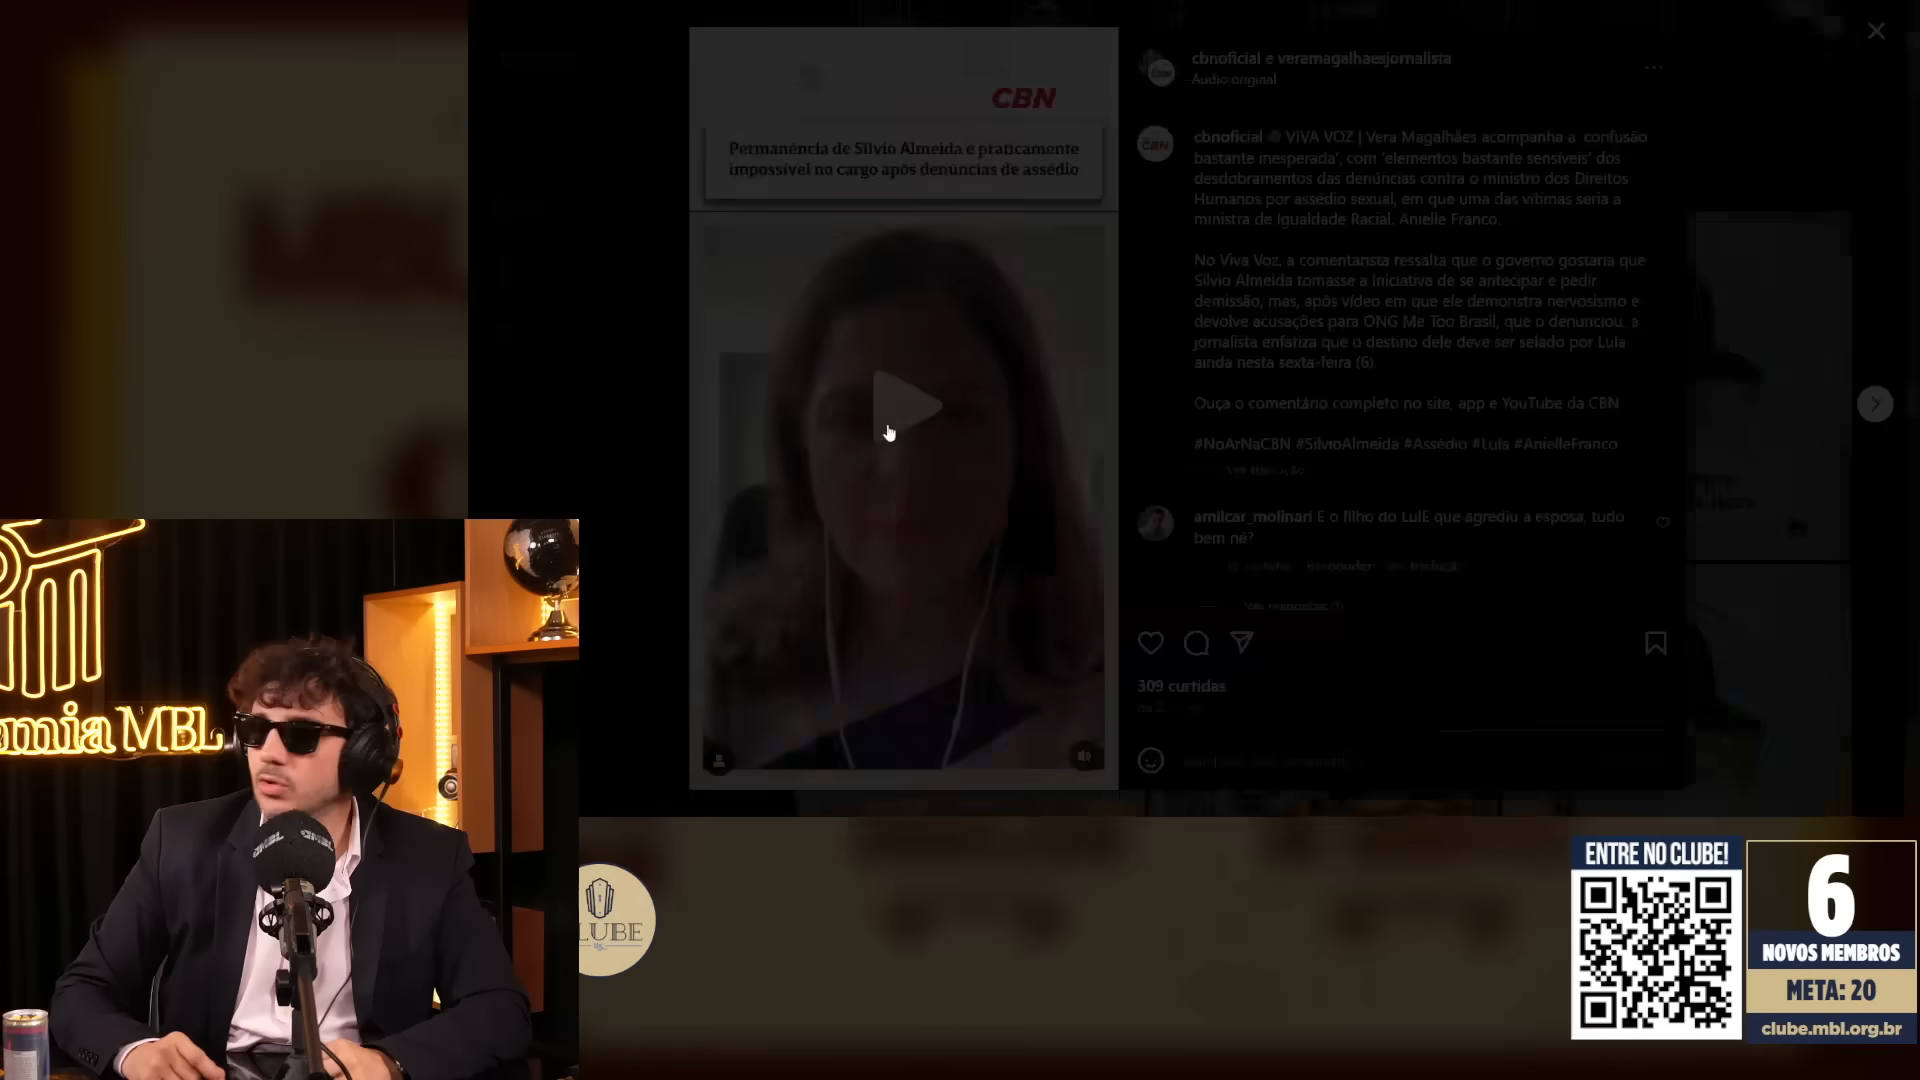 CBN
Permanência de Silvio Almeida é praticamente
impossível no cargo após denúncias de assédio
cbnoficial e veramagalhaesjornalista
Áudio original
cbnoficial VIVA VOZ | Vera Magalhães acompanha a 'confusão
bastante inesperada', com 'elementos bastante sensíveis' dos
desdobramentos das denúncias contra o ministro dos Direitos
Humanos por assédio sexual, em que uma das vítimas seria a
ministra de Igualdade Racial, Anielle Franco.
No Viva Voz, a comentarista ressalta que o governo gostaria que
Silvio Almeida tomasse a iniciativa de se antecipar e pedir
demissão, mas, após vídeo em que ele demonstra nervosismo e
devolve acusações para ONG Me Too Brasil, que o denunciou, a
jornalista enfatiza que o destino dele deve ser selado por Lula
ainda nesta sexta-feira (6)
Ouça o comentário completo no site, app e YouTube da CBN
#NoArNaCBN #SilvioAlmeida #Assédio #Lula #AnielleFranco
amilcar_molinari E o filho do LulE que agrediu a esposa, tudo
bem né?
Responder
309 curtidas
emia MBL
MBL
MBL
LUBE
ENTRE NO CLUBE!
6
NOVOS MEMBROS
META: 20
clube.mbl.org.br